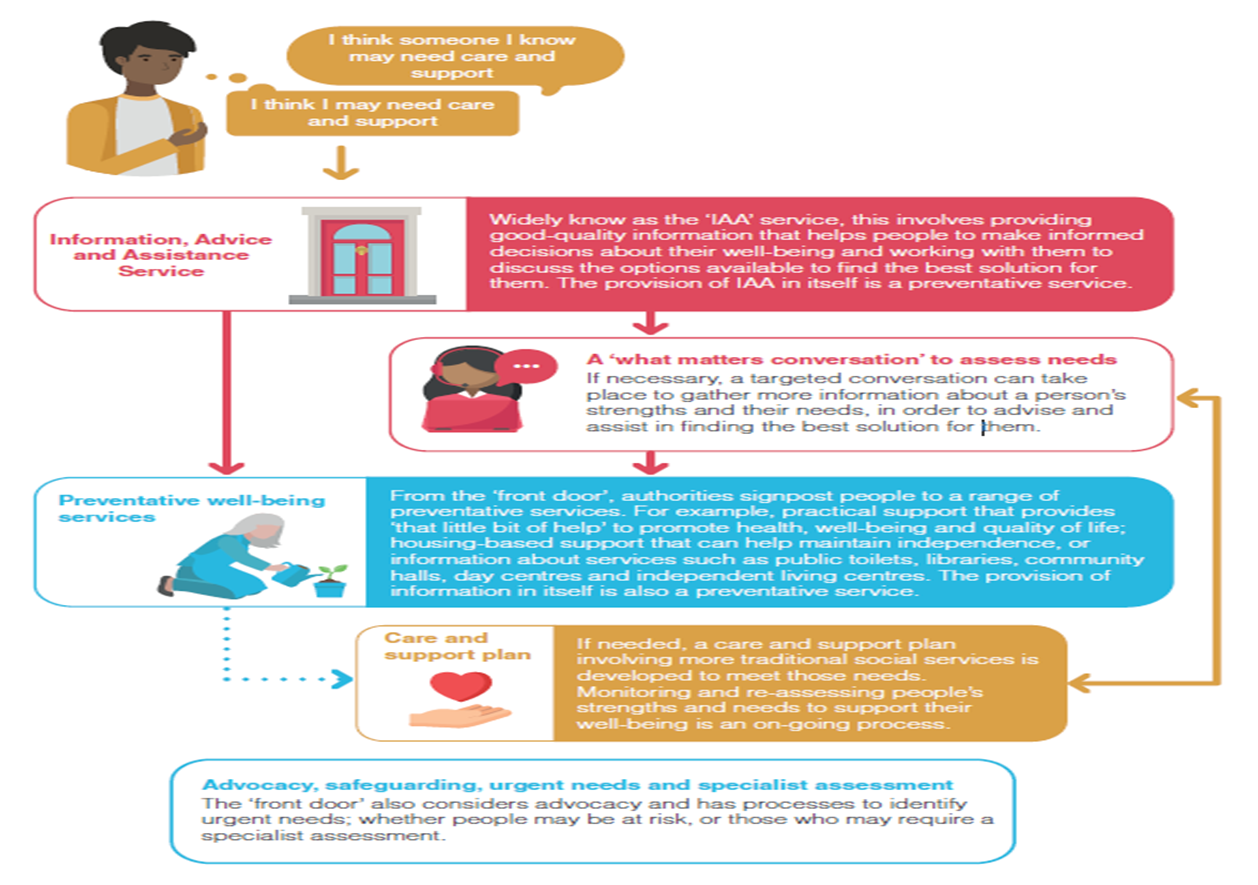 I think someone I know
may need care and
support
I think I may need care
and support
Information, Advice
and Assistance
Service
Widely know as the ‘IAA’ service, this involves providing
good-quality information that helps people to make informed
decisions about their well-being and working with them to
discuss the options available to find the best solution for
them. The provision of IAA in itself is a preventative service.
A ‘what matters conversation’ to assess needs
If necessary, a targeted conversation can take
place to gather more information about a person’s
strengths and their needs, in order to advise and
assist in finding the best solution for them.
Preventative well-being
services
From the ‘front door’, authorities signpost people to a range of
preventative services. For example, practical support that provides
‘that little bit of help’ to promote health, well-being and quality of life;
housing-based support that can help maintain independence, or
information about services such as public toilets, libraries, community
halls, day centres and independent living centres. The provision of
information in itself is also a preventative service.
Care and
support plan
If needed, a care and support plan
involving more traditional social services is
developed to meet those needs.
Monitoring and re-assessing people’s
strengths and needs to support their
well-being is an on-going process.
Advocacy, safeguarding, urgent needs and specialist assessment
The ‘front door’ also considers advocacy and has processes to identify
urgent needs; whether people may be at risk, or those who may require a
specialist assessment.